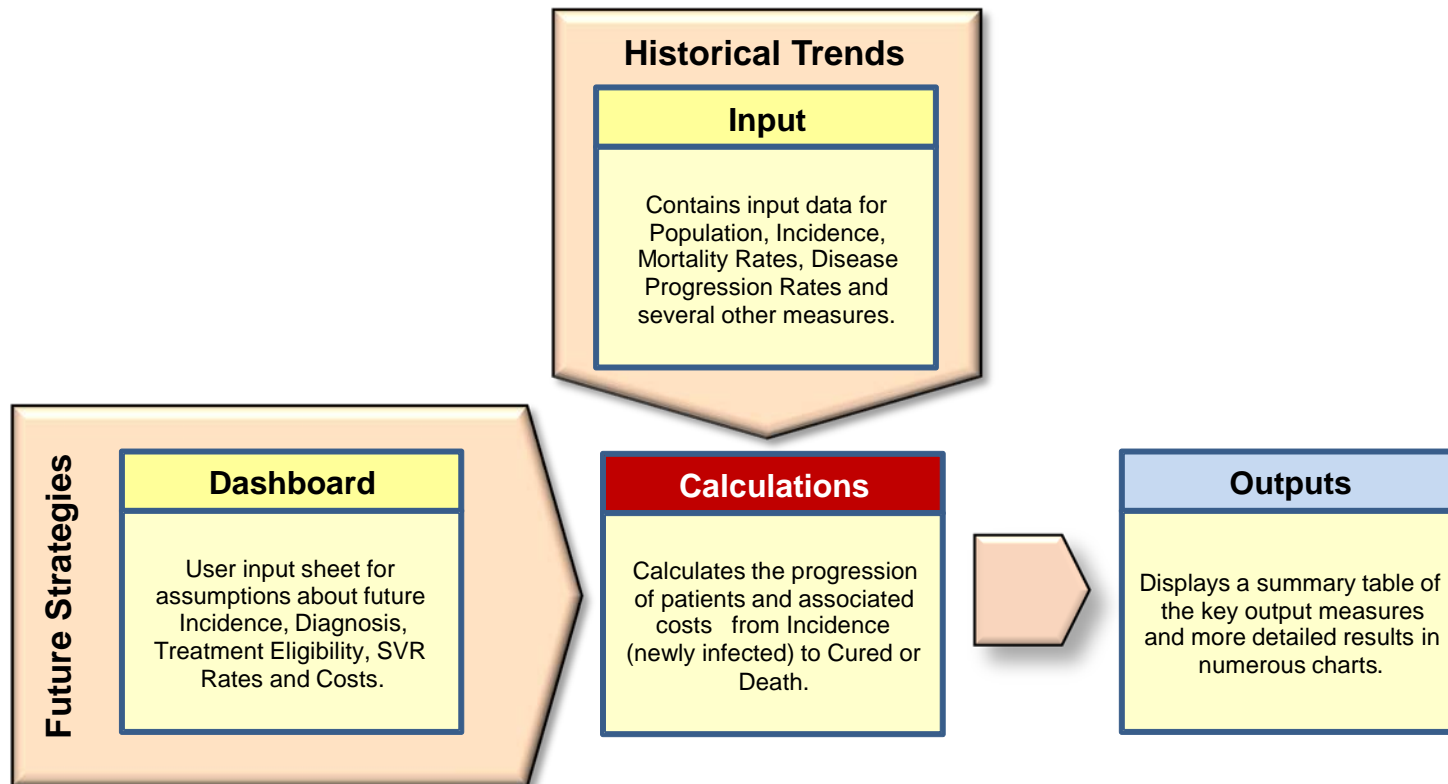 Historical Trends
Input
Contains input data for
Population, Incidence,
Mortality Rates, Disease
Progression Rates and
several other measures.
Future Strategies
Dashboard
User input sheet for
assumptions about future
Incidence, Diagnosis,
Treatment Eligibility, SVR
Rates and Costs.
Calculations
Calculates the progression
of patients and associated
costs from Incidence
(newly infected) to Cured or
Death.
Outputs
Displays a summary table of
the key output measures
and more detailed results in
numerous charts.